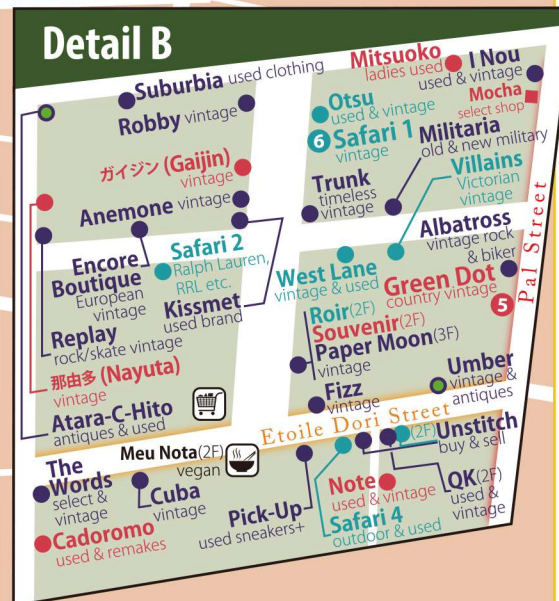 Detail B
Suburbia used clothing
Robby vintage
ガイジン (Gaijin)
vintage
Anemone vintage
Mitsuoko
ladies used
I Nou
used & vintage
Mocha
select shop
Otsu
used & vintage
6 Safari 1
vintage
Militaria
old & new military
Trunk
timeless
vintage
Villains
Victorian
vintage
Albatross
vintage rock
& biker
Pal Street
Encore
Boutique
European
vintage
Safari 2
Ralph Lauren,
RRL etc.
Kissmet
used brand
West Lane
vintage & used
Green Dot
country vintage
5
Replay
rock/skate vintage
那由多 (Nayuta)
vintage
Atara-C-Hito
antiques & used
Roir(2F)
Souvenir(2F)
Paper Moon(3F)
vintage
Fizz
vintage
Umber
vintage &
antiques
Etoile Dori Street
Meu Nota(2F)
vegan
The
Words
select &
vintage
Cuba
vintage
Cadoromo
used & remakes
Pick-Up
used sneakers+
Note
used & vintage
Safari 4
outdoor & used
(2F)
Unstitch
buy & sell
QK(2F)
used &
vintage